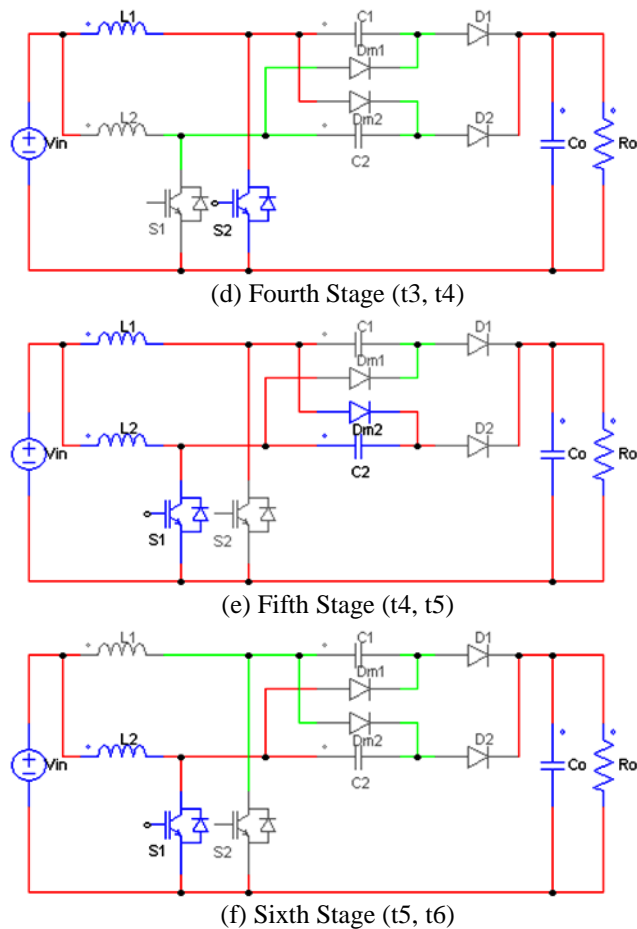 L1 C1 D1
Dm1
Vin L2 Dm2 D2 Co Ro
C2
S1 S2
(d) Fourth Stage (t3, t4)
L1 C1 D1
Dm1
Vin L2 Dm2 D2 Co Ro
C2
S1 S2
(e) Fifth Stage (t4, t5)
L1 C1 D1
Dm1
Vin L2 Dm2 D2 Co Ro
C2
S1 S2
(f) Sixth Stage (t5, t6)